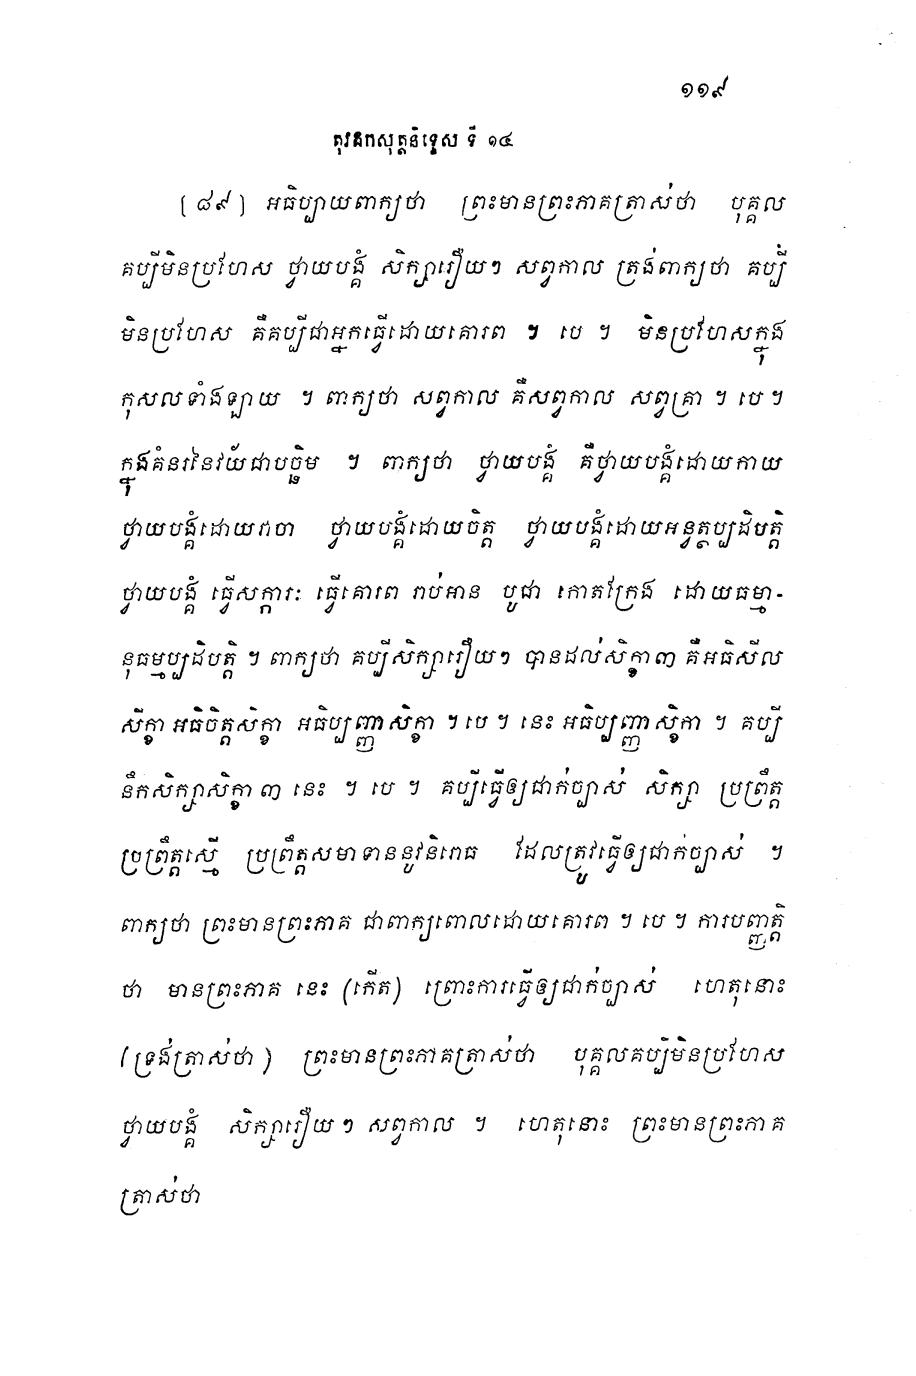 ១១៩
តុវដកសុត្តនិទ្ទេស ទី ១៤
(៨៩) អធិប្បាយពាក្យថា ព្រះមានព្រះភាគត្រាស់ថា បុគ្គល
គប្បីមិនប្រហែស ថ្វាយបង្គំ សិក្សារឿយៗ សព្វកាល ត្រង់ពាក្យថា គប្បី
មិនប្រហែស គឺគប្បីជាអ្នកធ្វើដោយគោរព ។ បេ ។ មិនប្រហែសក្នុង
កុសលទាំងឡាយ ។ ពាក្យថា សព្វកាល គឺសព្វកាល សព្វគ្រា ។ បេ ។
ក្នុងគំនរនៃវយ័ជាបច្ឆិម ។ ពាក្យថា ថ្វាយបង្គំ គឺថ្វាយបង្គំដោយកាយ
ថ្វាយបង្គំដោយវាចា ថ្វាយបង្គំដោយចិត្ត ថ្វាយបង្គំដោយអន្វត្ថប្បដិបត្តិ
ថ្វាយបង្គំ ធ្វើសក្ការៈ ធ្វើគោរព រាប់អាន បូជា កោតក្រែង ដោយធម្មា-
នុធម្មប្បដិបត្តិ ។ ពាក្យថា គប្បីសិក្សារឿយៗ បានដល់សិក្ខា៣ គឺអធិសីល
សិក្ខា អធិចិត្តសិក្ខា អធិប្បញ្ញាសិក្ខា ។ បេ ។ នេះ អធិប្បញ្ញាសិក្ខា ។ គប្បី
នឹកសិក្សាសិក្ខា ៣ នេះ ។ បេ ។ គប្បីធ្វើឲ្យជាក់ច្បាស់ សិក្សា ប្រព្រឹត្ត
ប្រព្រឹត្តស្មើ ប្រព្រឹត្តសមាទាននូវនិរោធ ដែលត្រូវធ្វើឲ្យជាក់ច្បាស់ ។
ពាក្យថា ព្រះមានព្រះភាគ ជាពាក្យពោលដោយគោរព ។ បេ ។ ការបញ្ញត្តិ
ថា មានព្រះភាគ នេះ (កើត) ព្រោះការធ្វើឲ្យជាក់ច្បាស់ ហេតុនោះ
(ទ្រង់ត្រាស់ថា) ព្រះមានព្រះភាគត្រាស់ថា បុគ្គលគប្បីមិនប្រហែស
ថ្វាយបង្គំ សិក្សារឿយៗ សព្វកាល ។ ហេតុនោះ ព្រះមានព្រះភាគ
ត្រាស់ថា